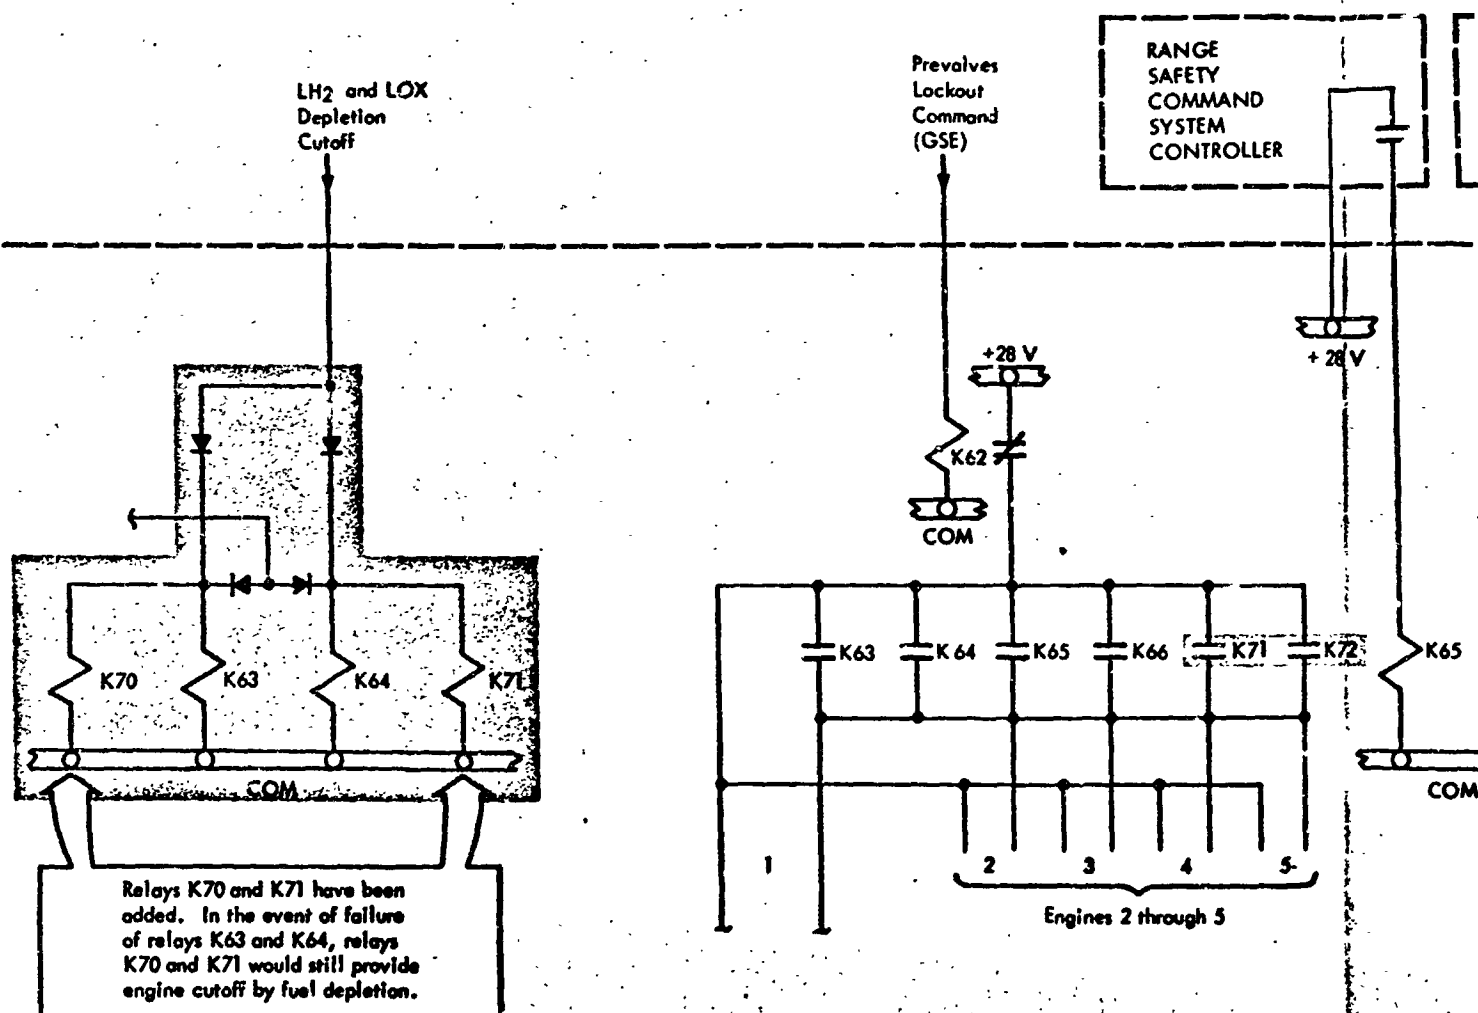 LH2 and LOX
Depletion
Cutoff
Prevalves
Lockout
Command
(GSE)
RANGE
SAFETY
COMMAND
SYSTEM
CONTROLLER
+28 V
+28 V
K62
COM
K63
K64
K65
K66
K71
K72
K65
K70
K63
K64
K71
COM
COM
1
2
3
4
5
Engines 2 through 5
Relays K70 and K71 have been
added. In the event of failure
of relays K63 and K64, relays
K70 and K71 would still provide
engine cutoff by fuel depletion.